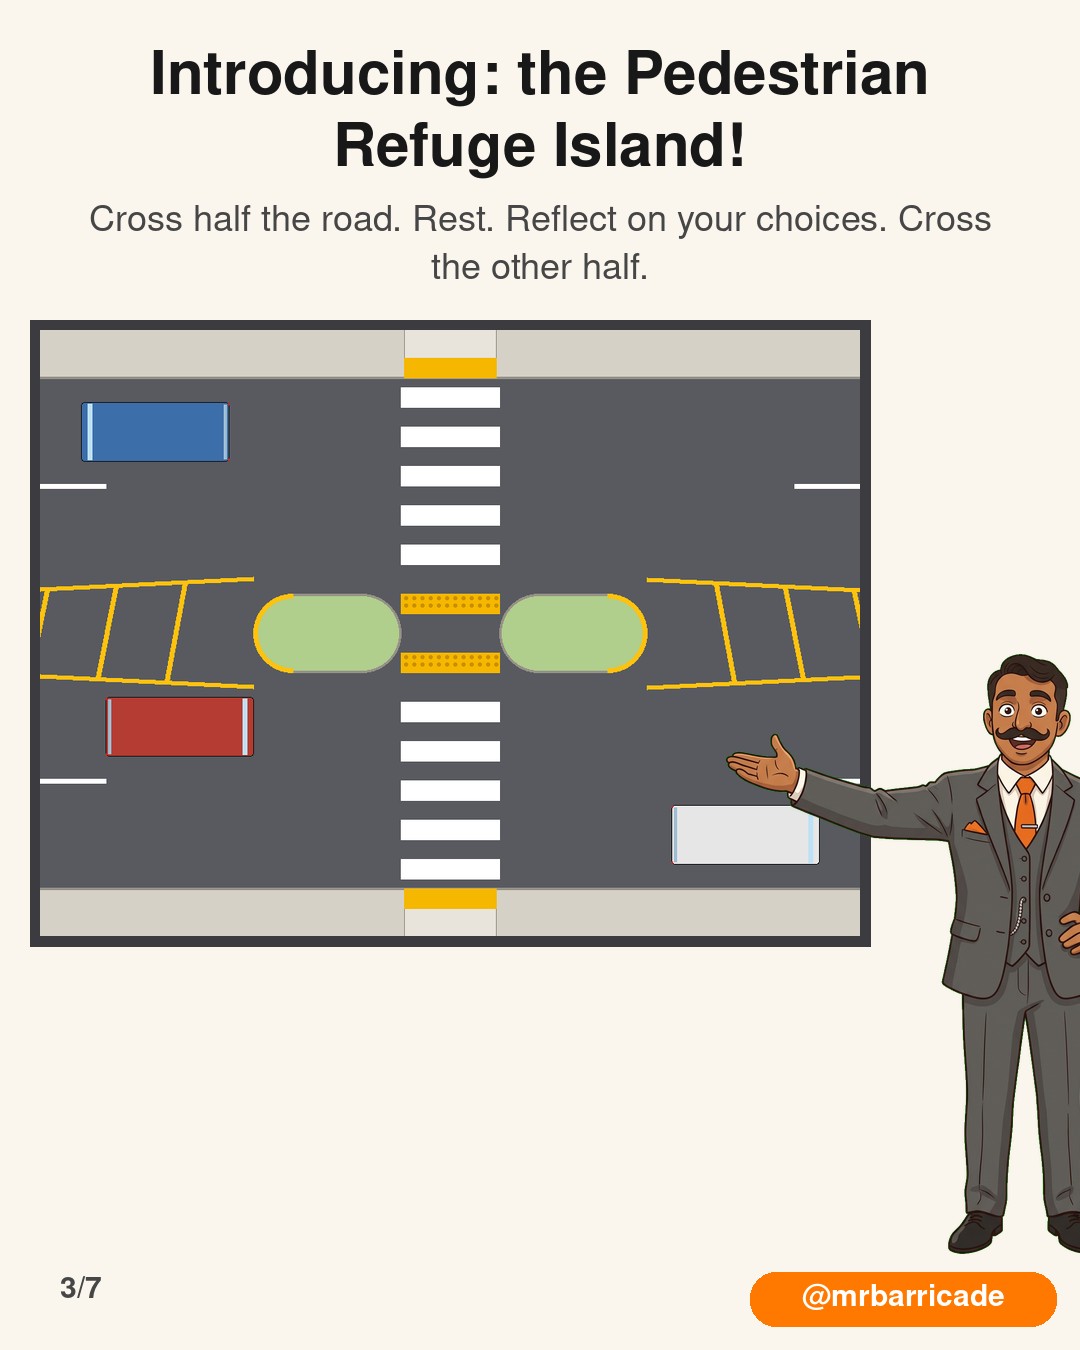 Introducing: the Pedestrian
Refuge Island!
Cross half the road. Rest. Reflect on your choices. Cross
the other half.
3/7
@mrbarricade